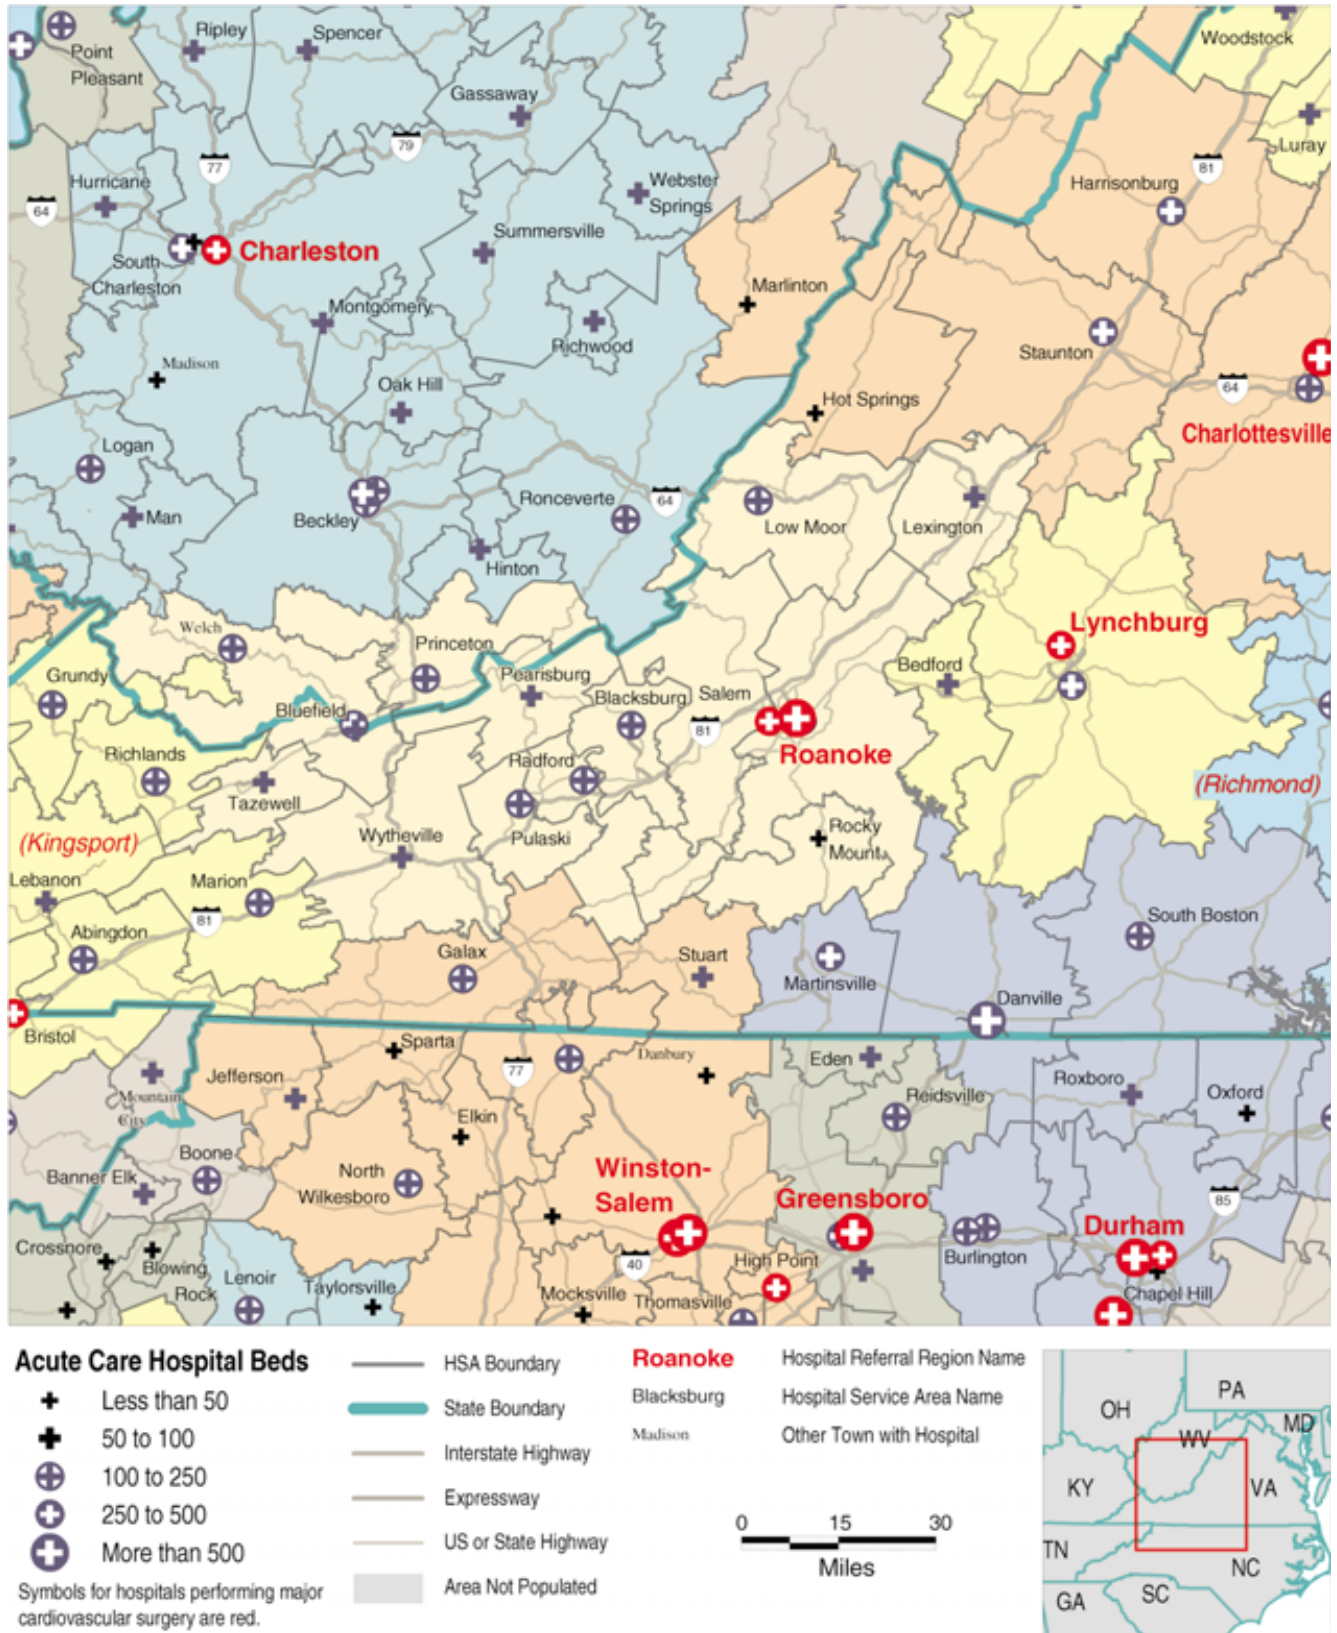 Ripley
Spencer
Woodstock
Point
Pleasant
Gassaway
79
77
Luray
81
Hurricane
Webster
Springs
Harrisonburg
64
Summersville
Charleston
South
Charleston
Marlinton
Montgomery
Richwood
Staunton
Madison
Oak Hill
64
Hot Springs
Charlottesville
Logan
Ronceverte
64
Man
Beckley
Low Moor
Lexington
Hinton
Welch
Princeton
Lynchburg
Grundy
Pearisburg
Bedford
Blacksburg
Salem
Bluefield
81
Richlands
Radford
Roanoke
(Richmond)
Tazewell
(Kingsport)
Wytheville
Pulaski
Rocky
Mount
Lebanon
Marion
81
South Boston
Abingdon
Galax
Stuart
Martinsville
Danville
Bristol
Sparta
Danbury
Eden
77
Jefferson
Roxboro
Mountain
City
Reidsville
Oxford
Elkin
Boone
Banner Elk
North
Wilkesboro
Winston-
Salem
Greensboro
85
Durham
Crossnore
Burlington
Blowing
Rock
40
High Point
Lenoir
Taylorsville
Mocksville
Thomasville
Chapel Hill
Acute Care Hospital Beds
Less than 50
50 to 100
100 to 250
250 to 500
More than 500
Symbols for hospitals performing major
cardiovascular surgery are red.
HSA Boundary
State Boundary
Interstate Highway
Expressway
US or State Highway
Area Not Populated
Roanoke Hospital Referral Region Name
Blacksburg Hospital Service Area Name
Madison Other Town with Hospital
0 15 30
Miles
PA
OH
MD
WV
KY
VA
TN
NC
GA
SC